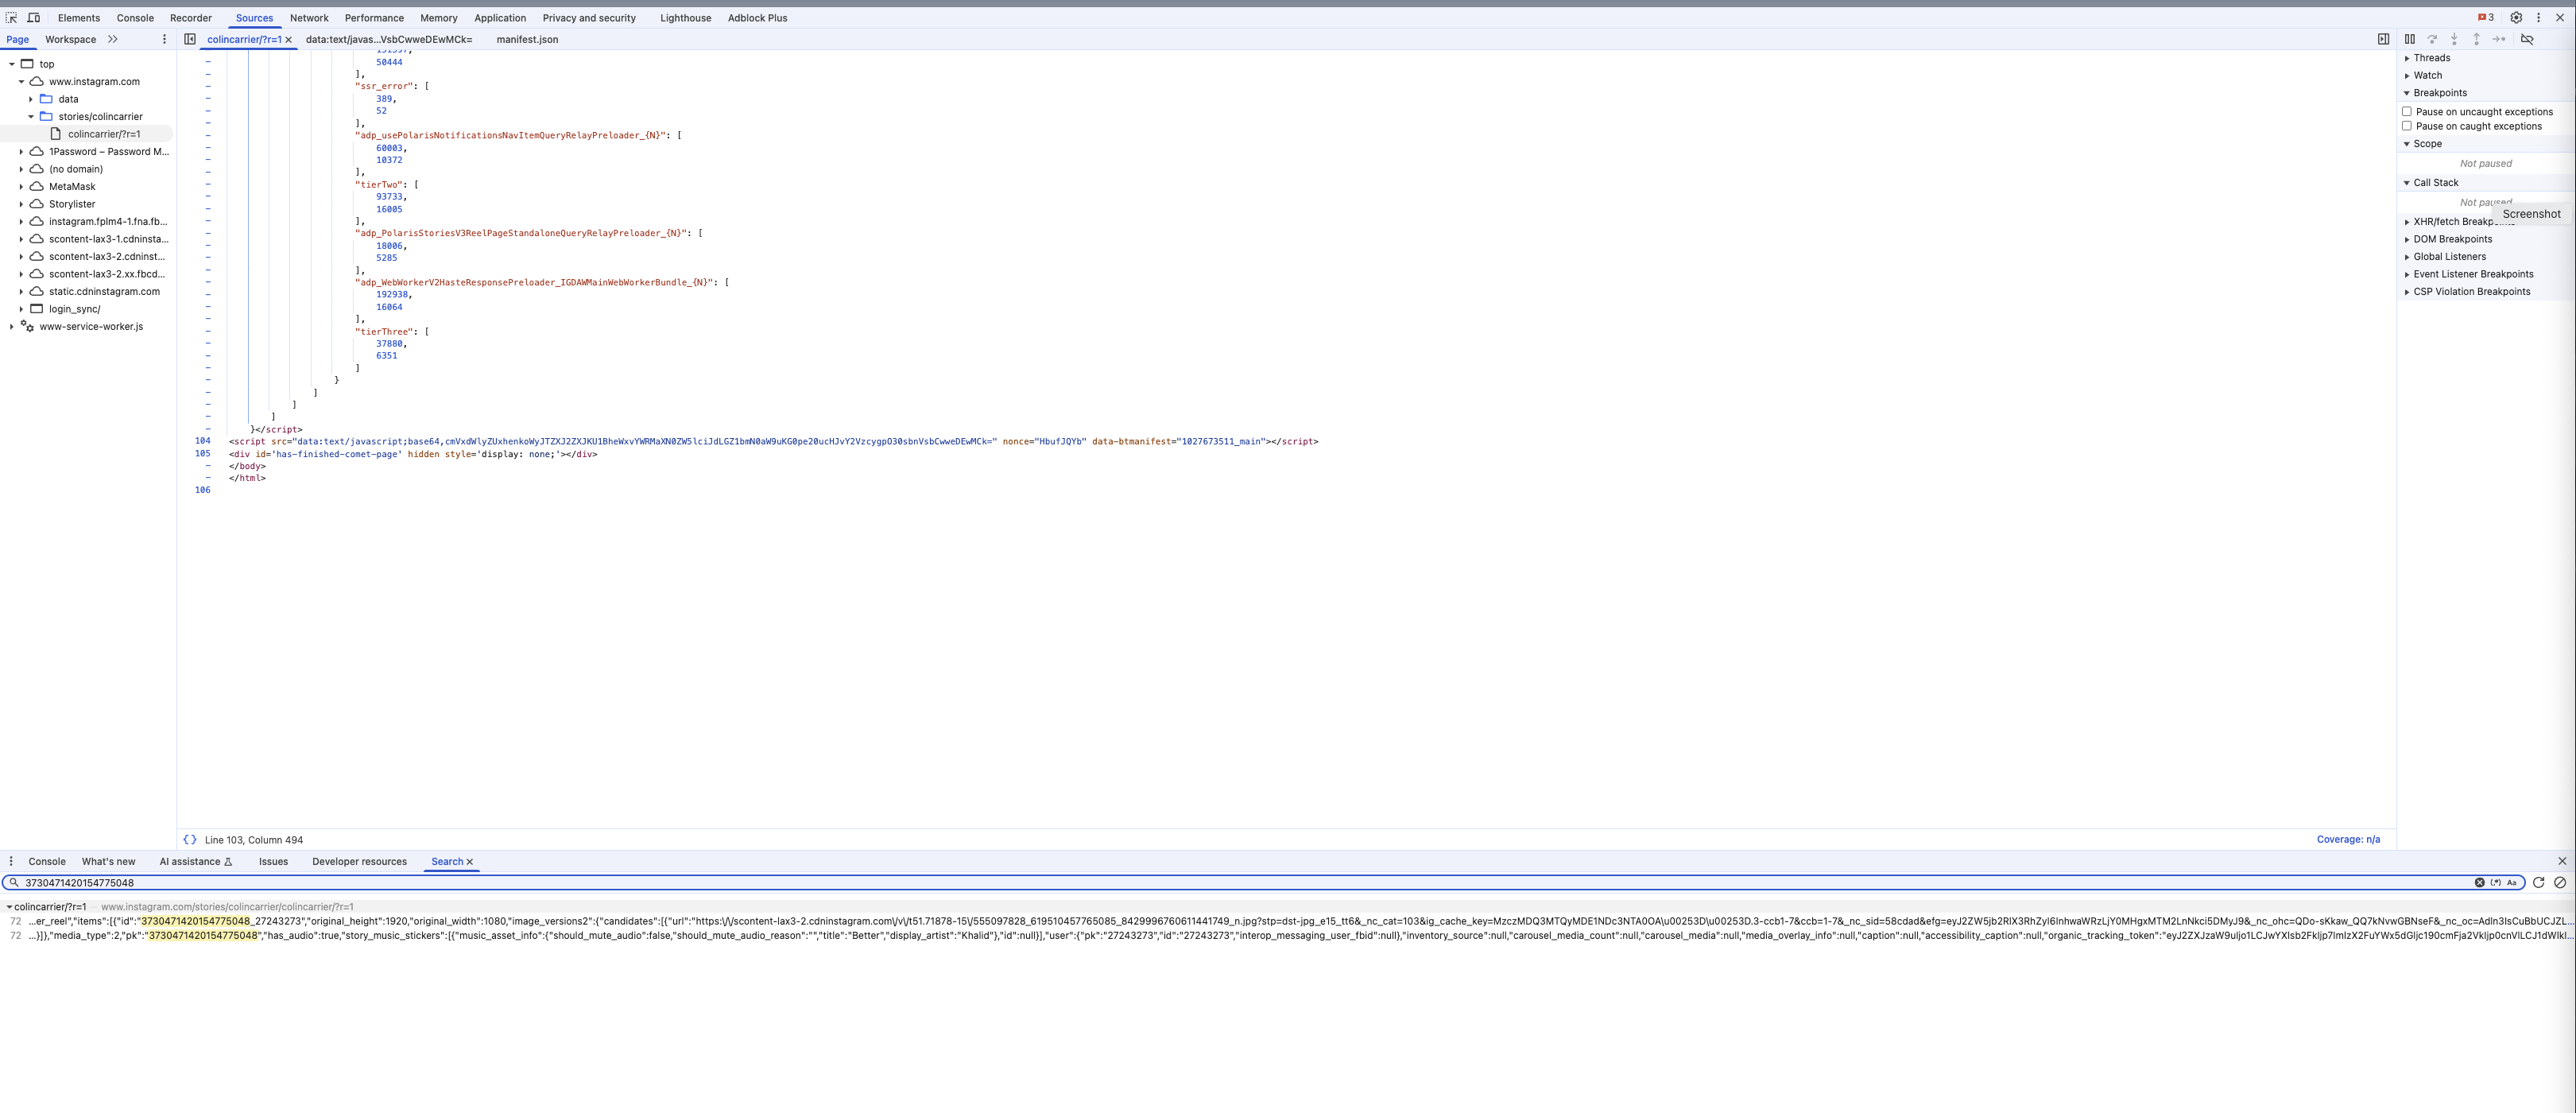 Elements Console Recorder Sources Network Performance Memory Application Privacy and security Lighthouse Adblock Plus 3
Page Workspace colincarrier/?r=1 data:text/javas...VsbCwweDEwMCk= manifest.json
top
www.instagram.com
data
stories/colincarrier
colincarrier/?r=1
1Password – Password M...
(no domain)
MetaMask
Storylister
instagram.fplm4-1.fna.fb...
scontent-lax3-1.cdninsta...
scontent-lax3-2.cdninst...
scontent-lax3-2.xx.fbcd...
static.cdninstagram.com
login_sync/
www-service-worker.js
50444
],
"ssr_error": [
389,
52
],
"adp_usePolarisNotificationsNavItemQueryRelayPreloader_{N}": [
60003,
10372
],
"tierTwo": [
93733,
16005
],
"adp_PolarisStoriesV3ReelPageStandaloneQueryRelayPreloader_{N}": [
18006,
5285
],
"adp_WebWorkerV2HasteResponsePreloader_IGDAWMainWebWorkerBundle_{N}": [
192938,
16064
],
"tierThree": [
37880,
6351
]
}
]
]
]
}</script>
104 <script src="data:text/javascript;base64,cmVxdWlyZUxhenkoWyJTZXJ2ZXJKU1BheWxvYWRMaXN0ZW5lciJdLGZ1bmN0aW9uKG0pe20ucHJvY2VzcygpO30sbnVsbCwweDEwMCk=" nonce="HbufJQYb" data-btmanifest="1027673511_main"></script>
105 <div id='has-finished-comet-page' hidden style='display: none;'></div>
</body>
</html>
106
{} Line 103, Column 494 Coverage: n/a
Threads
Watch
Breakpoints
Pause on uncaught exceptions
Pause on caught exceptions
Scope
Not paused
Call Stack
Not paused
Screenshot
XHR/fetch Breakp
DOM Breakpoints
Global Listeners
Event Listener Breakpoints
CSP Violation Breakpoints
Console What's new AI assistance Issues Developer resources Search
3730471420154775048 (.*) Aa
colincarrier/?r=1 — www.instagram.com/stories/colincarrier/colincarrier/?r=1
72 ...er_reel","items":[{"id":"3730471420154775048_27243273","original_height":1920,"original_width":1080,"image_versions2":{"candidates":[{"url":"https:\/\/scontent-lax3-2.cdninstagram.com\/v\/t51.71878-15\/555097828_619510457765085_8429996760611441749_n.jpg?stp=dst-jpg_e15_tt6&_nc_cat=103&ig_cache_key=MzczMDQ3MTQyMDE1NDc3NTA0OA\u00253D\u00253D.3-ccb1-7&ccb=1-7&_nc_sid=58cdad&efg=eyJ2ZW5jb2RlX3RhZyI6InhwaWRzLjY0MHgxMTM2LnNkci5DMyJ9&_nc_ohc=QDo-sKkaw_QQ7kNvwGBNseF&_nc_oc=AdIn3IsCuBbUCJZL...
72 ...}]},"media_type":2,"pk":"3730471420154775048","has_audio":true,"story_music_stickers":[{"music_asset_info":{"should_mute_audio":false,"should_mute_audio_reason":"","title":"Better","display_artist":"Khalid"},"id":null}],"user":{"pk":"27243273","id":"27243273","interop_messaging_user_fbid":null},"inventory_source":null,"carousel_media_count":null,"carousel_media":null,"media_overlay_info":null,"caption":null,"accessibility_caption":null,"organic_tracking_token":"eyJ2ZXJzaW9uIjo1LCJwYXlsb2FkIjp7ImlzX2FuYWx5dGljc190cmFja2VkIjp0cnVlLCJ1dWlkI...